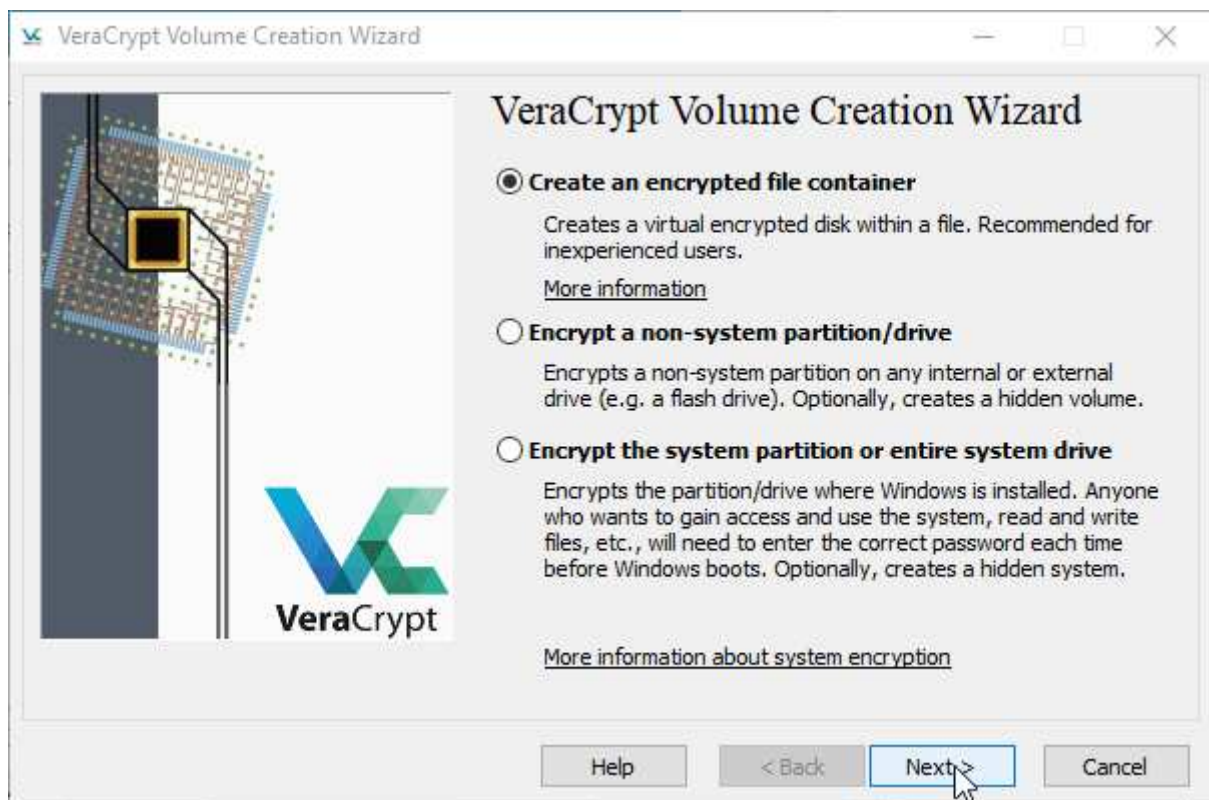 VeraCrypt Volume Creation Wizard
VeraCrypt Volume Creation Wizard
Create an encrypted file container
Creates a virtual encrypted disk within a file. Recommended for
inexperienced users.
More information
Encrypt a non-system partition/drive
Encrypts a non-system partition on any internal or external
drive (e.g. a flash drive). Optionally, creates a hidden volume.
Encrypt the system partition or entire system drive
Encrypts the partition/drive where Windows is installed. Anyone
who wants to gain access and use the system, read and write
files, etc., will need to enter the correct password each time
before Windows boots. Optionally, creates a hidden system.
VeraCrypt
More information about system encryption
Help
< Back
Next >
Cancel